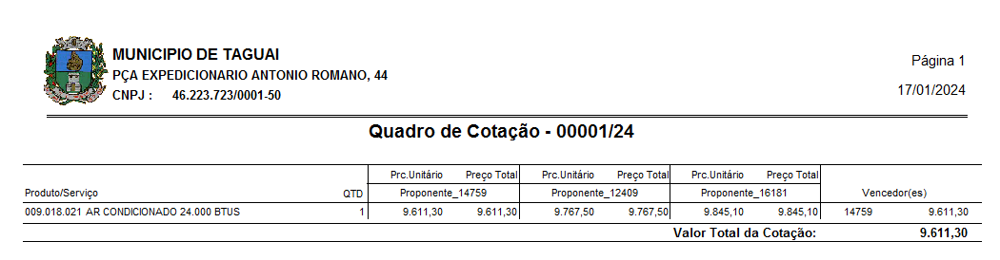 MUNICIPIO DE TAGUAI
PÇA EXPEDICIONARIO ANTONIO ROMANO, 44
CNPJ : 46.223.723/0001-50
Página 1
17/01/2024
Quadro de Cotação - 00001/24
Prc.Unitário Preço Total Prc.Unitário Preço Total Prc.Unitário Preço Total
Produto/Serviço QTD Proponente_14759 Proponente_12409 Proponente_16181 Vencedor(es)
009.018.021 AR CONDICIONADO 24.000 BTUS 1 9.611,30 9.611,30 9.767,50 9.767,50 9.845,10 9.845,10 14759 9.611,30
Valor Total da Cotação: 9.611,30